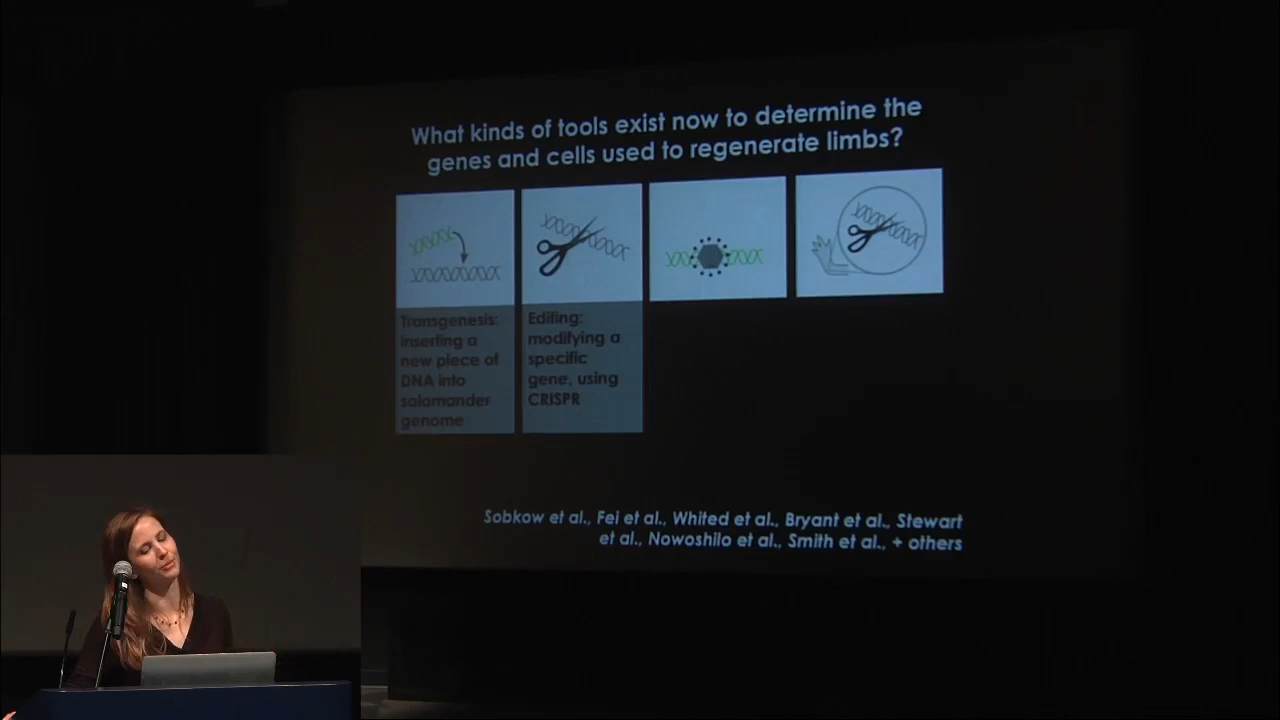 What kinds of tools exist now to determine the
genes and cells used to regenerate limbs?
Transgenesis:
inserting a
new piece of
DNA into
salamander
genome
Editing:
modifying a
specific
gene, using
CRISPR
Sobkow et al., Fei et al., Whited et al., Bryant et al., Stewart
et al., Nowoshilo et al., Smith et al., + others